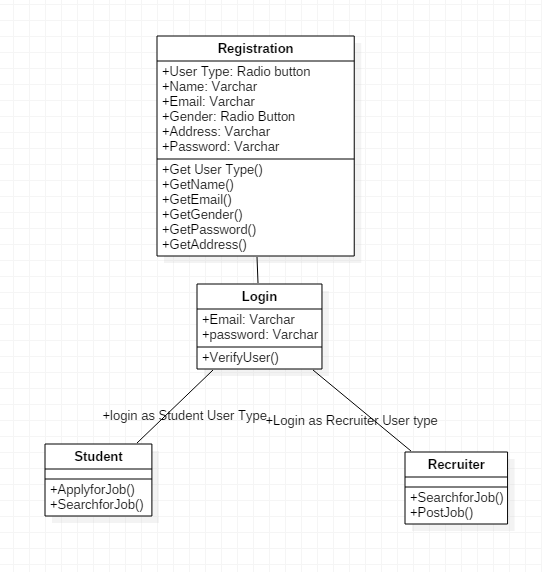 Registration
+User Type: Radio button
+Name: Varchar
+Email: Varchar
+Gender: Radio Button
+Address: Varchar
+Password: Varchar
+Get User Type()
+GetName()
+GetEmail()
+GetGender()
+GetPassword()
+GetAddress()
Login
+Email: Varchar
+password: Varchar
+VerifyUser()
+login as Student User Type
+Login as Recruiter User type
Student
+ApplyforJob()
+SearchforJob()
Recruiter
+SearchforJob()
+PostJob()